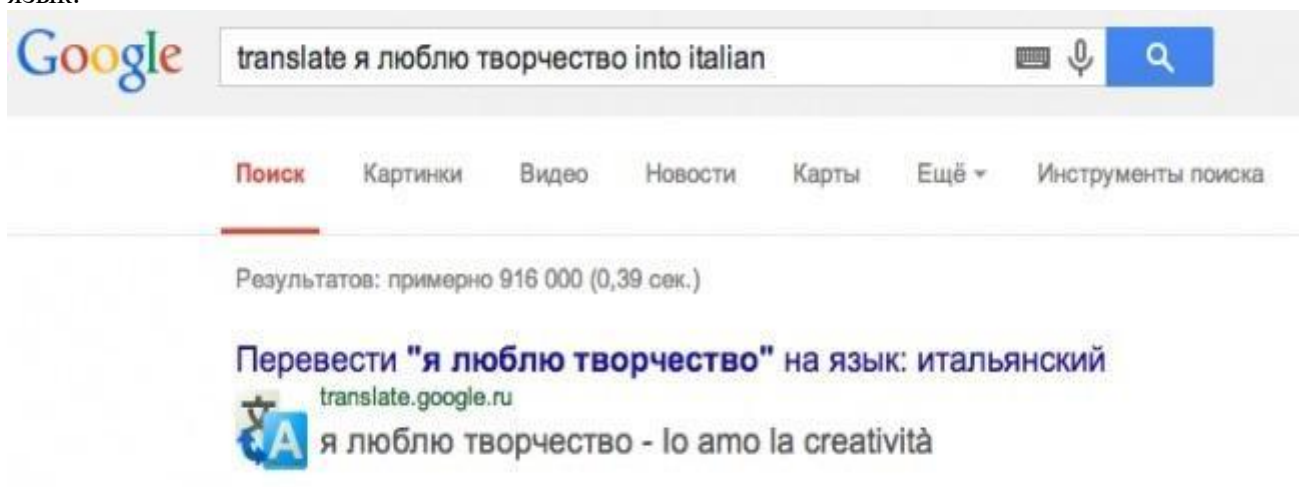 язык.
Google translate я люблю творчество into italian
Поиск Картинки Видео Новости Карты Ещё Инструменты поиска
Результатов: примерно 916 000 (0,39 сек.)
Перевести "я люблю творчество" на язык: итальянский
translate.google.ru
я люблю творчество - Io amo la creatività